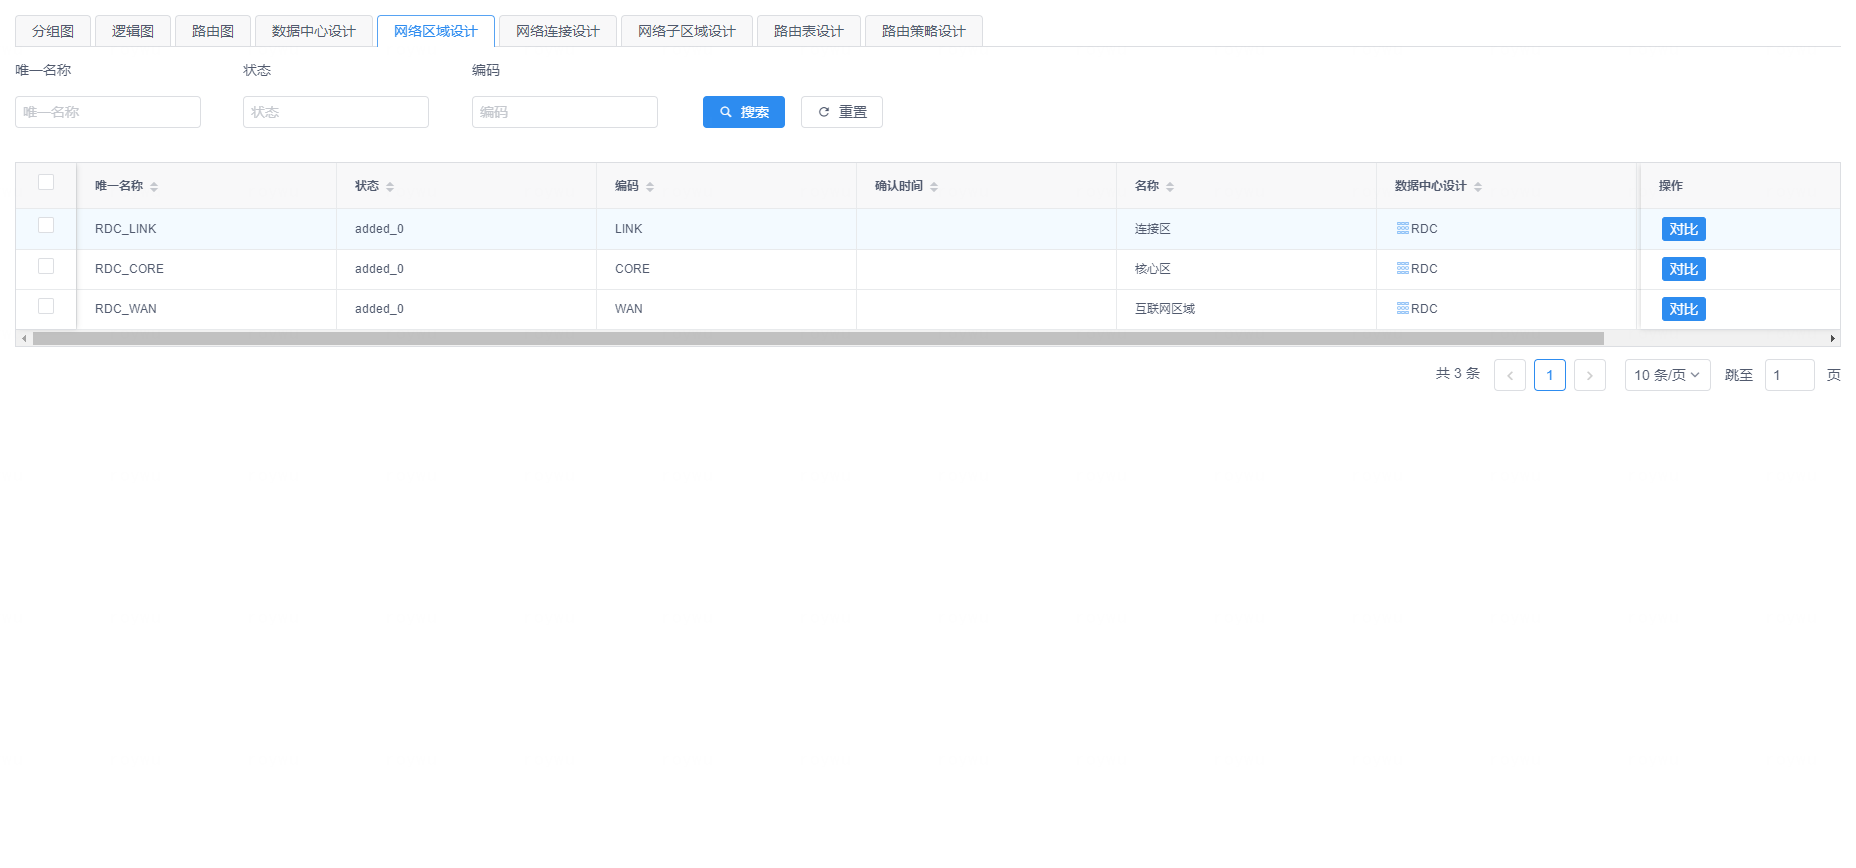 分组图 逻辑图 路由图 数据中心设计 网络区域设计 网络连接设计 网络子区域设计 路由表设计 路由策略设计
唯一名称 状态 编码
唯一名称 状态 编码 搜索 重置
唯一名称 状态 编码 确认时间 名称 数据中心设计 操作
RDC_LINK added_0 LINK 连接区 RDC 对比
RDC_CORE added_0 CORE 核心区 RDC 对比
RDC_WAN added_0 WAN 互联网区域 RDC 对比
共 3 条 1 10 条/页 跳至 1 页